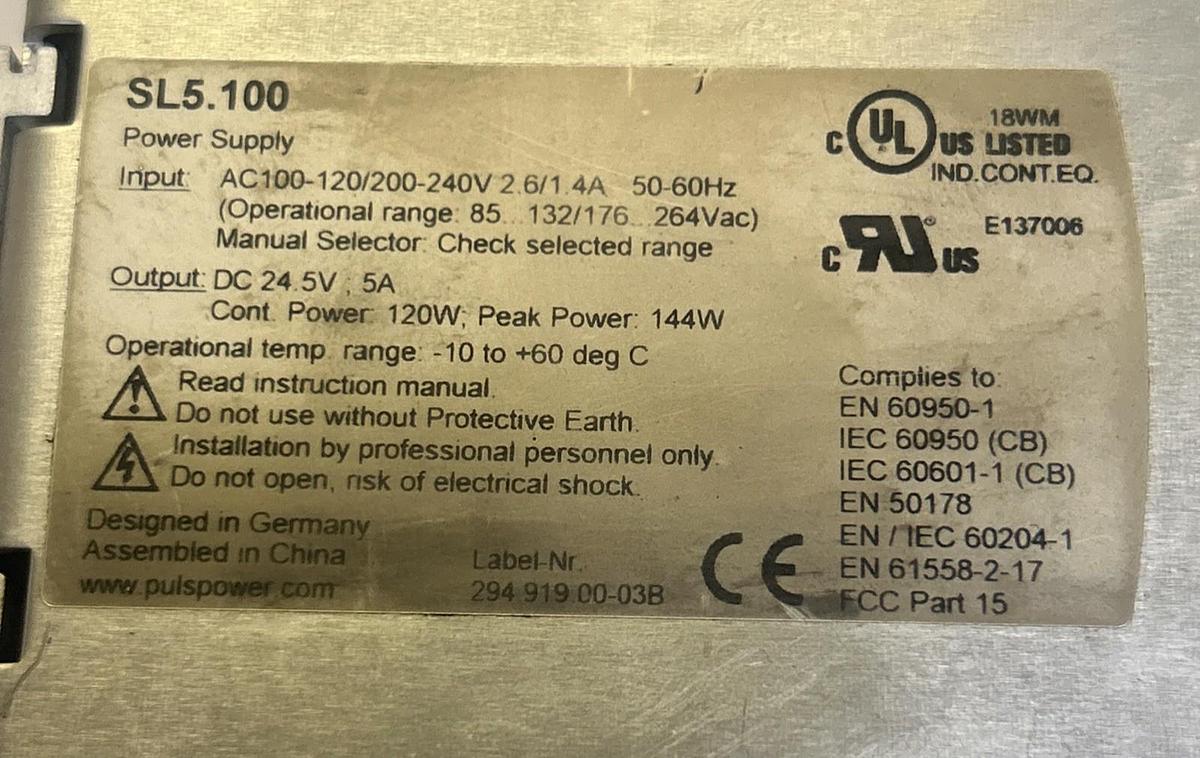 SL5.100
Power Supply
Input: AC100-120/200-240V 2.6/1.4A 50-60Hz
(Operational range: 85...132/176...264Vac)
Manual Selector: Check selected range
Output: DC 24.5V ; 5A
Cont. Power: 120W; Peak Power: 144W
Operational temp. range: -10 to +60 deg C
Read instruction manual.
Do not use without Protective Earth.
Installation by professional personnel only.
Do not open, risk of electrical shock.
Designed in Germany
Assembled in China
www.pulspower.com
Label-Nr.
294 919 00-03B
CE
C UL US 18WM
LISTED
IND.CONT.EQ.
C RU ® US E137006
Complies to:
EN 60950-1
IEC 60950 (CB)
IEC 60601-1 (CB)
EN 50178
EN / IEC 60204-1
EN 61558-2-17
FCC Part 15